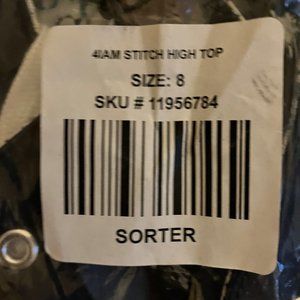 4IAM STITCH HIGH TOP
SIZE: 8
SKU # 11956784
SORTER